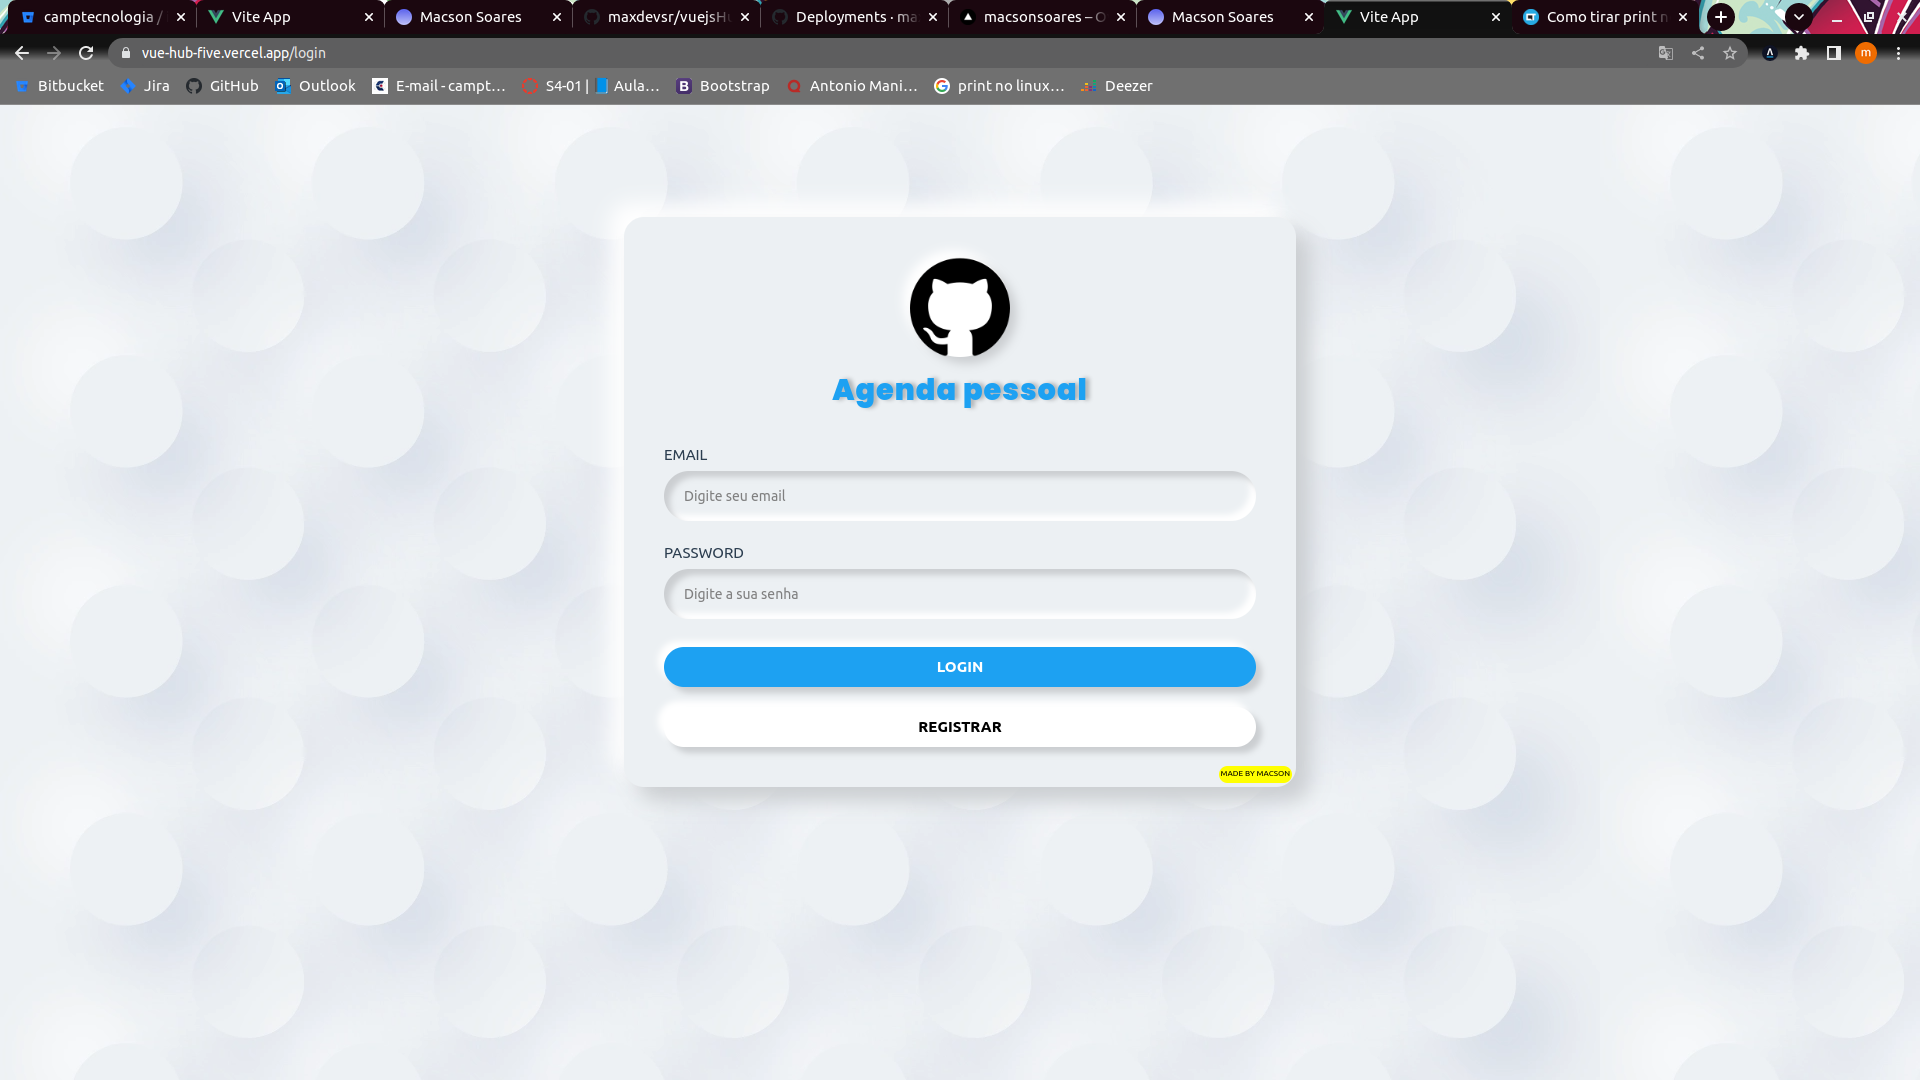 camptecnologia /
Vite App
Macson Soares
maxdevsr/vuejsH
Deployments · ma
macsonsoares – O
Macson Soares
Vite App
Como tirar print n
vue-hub-five.vercel.app/login
m
Bitbucket
Jira
GitHub
Outlook
E-mail - campt...
S4-01 | 📘 Aula...
Bootstrap
Antonio Mani...
print no linux...
Deezer
Agenda pessoal
EMAIL
Digite seu email
PASSWORD
Digite a sua senha
LOGIN
REGISTRAR
MADE BY MACSON